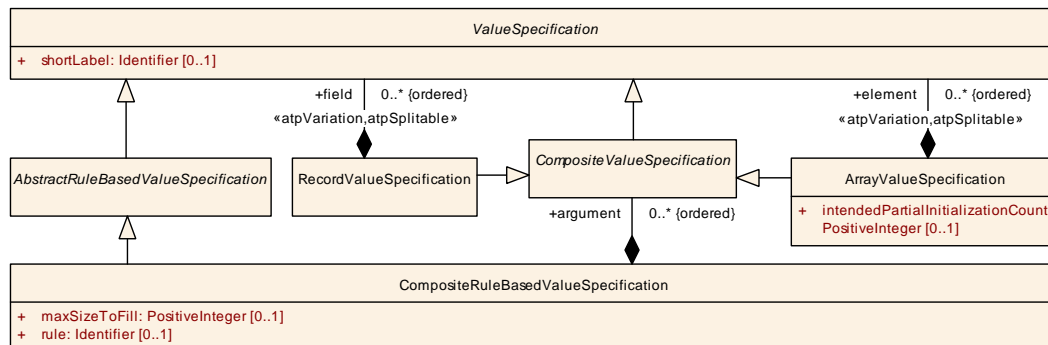 ValueSpecification
+ shortLabel: Identifier [0..1]
+field 0..* {ordered}
«atpVariation,atpSplitable»
+element 0..* {ordered}
«atpVariation,atpSplitable»
AbstractRuleBasedValueSpecification
RecordValueSpecification
CompositeValueSpecification
ArrayValueSpecification
+ intendedPartialInitializationCount
PositiveInteger [0..1]
+argument 0..* {ordered}
CompositeRuleBasedValueSpecification
+ maxSizeToFill: PositiveInteger [0..1]
+ rule: Identifier [0..1]